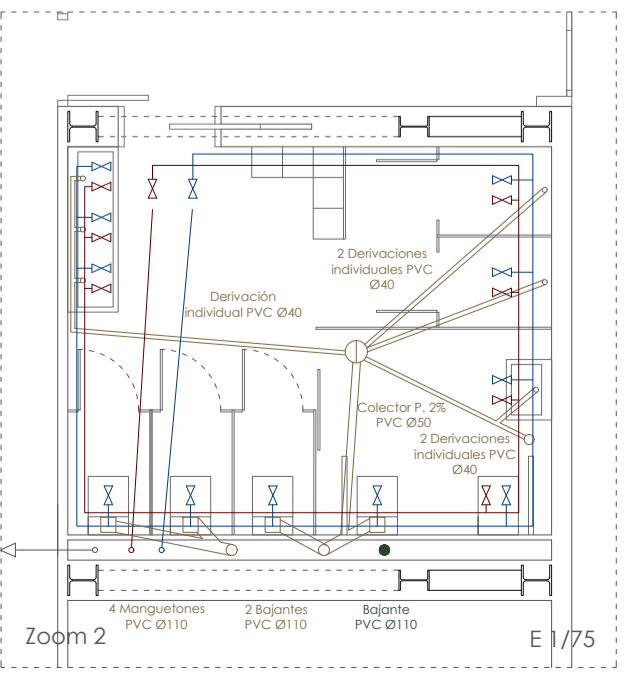 2 Derivaciones
individuales PVC
Ø40
Derivación
individual PVC Ø40
Colector P. 2%
PVC Ø50
2 Derivaciones
individuales PVC
Ø40
4 Manguetones
PVC Ø110
2 Bajantes
PVC Ø110
Bajante
PVC Ø110
Zoom 2
E 1/75